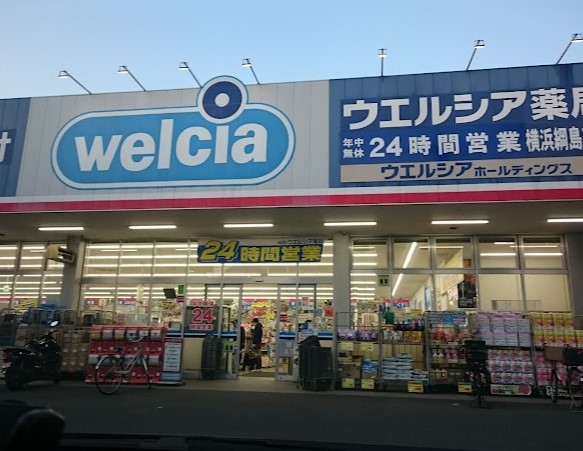 付
welcia
ウエルシア薬局
年中
無休
24時間営業 横浜綱島
ウエルシア ホールディングス
24時間営業
24